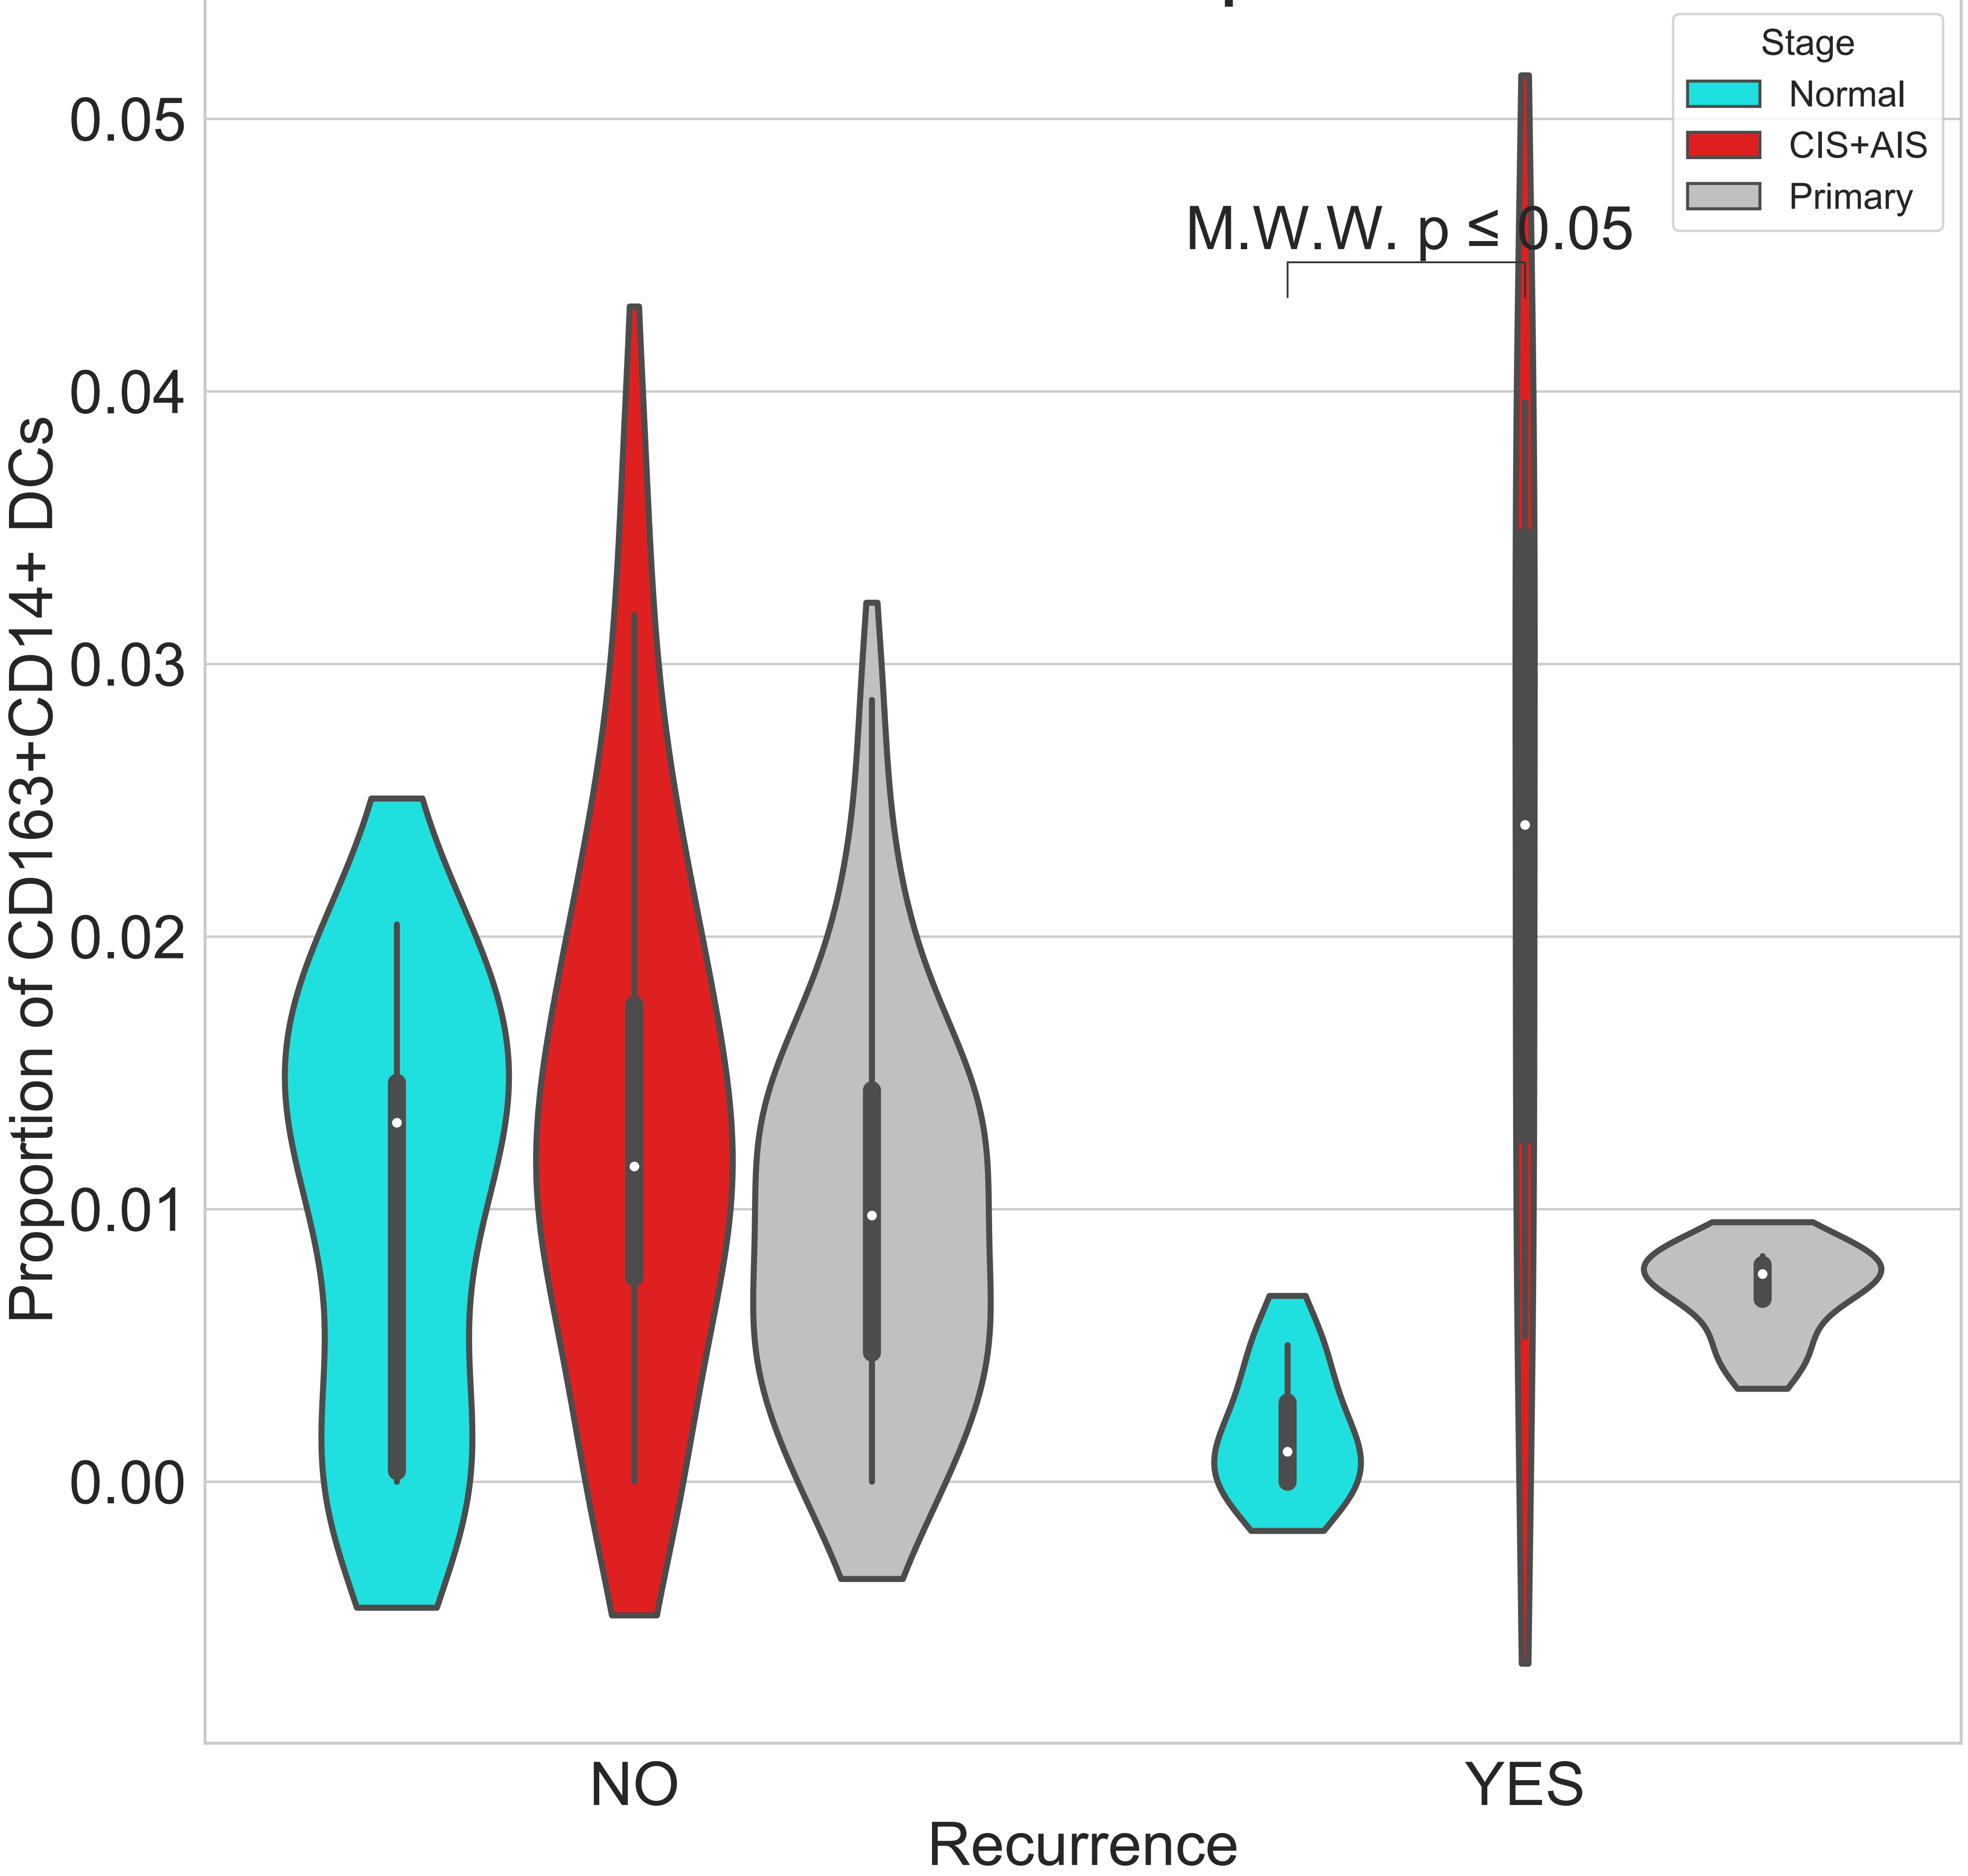 Stage
Normal
CIS+AIS
Primary
M.W.W. p ≤ 0.05
Proportion of CD163+CD14+ DCs
0.05
0.04
0.03
0.02
0.01
0.00
NO
YES
Recurrence